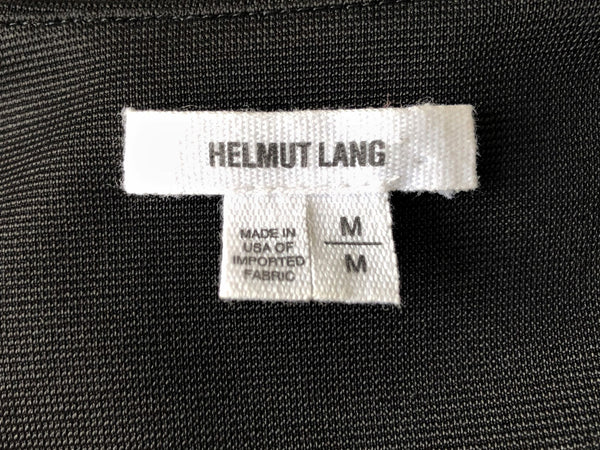 HELMUT LANG
MADE IN
USA OF
IMPORTED
FABRIC
M
M